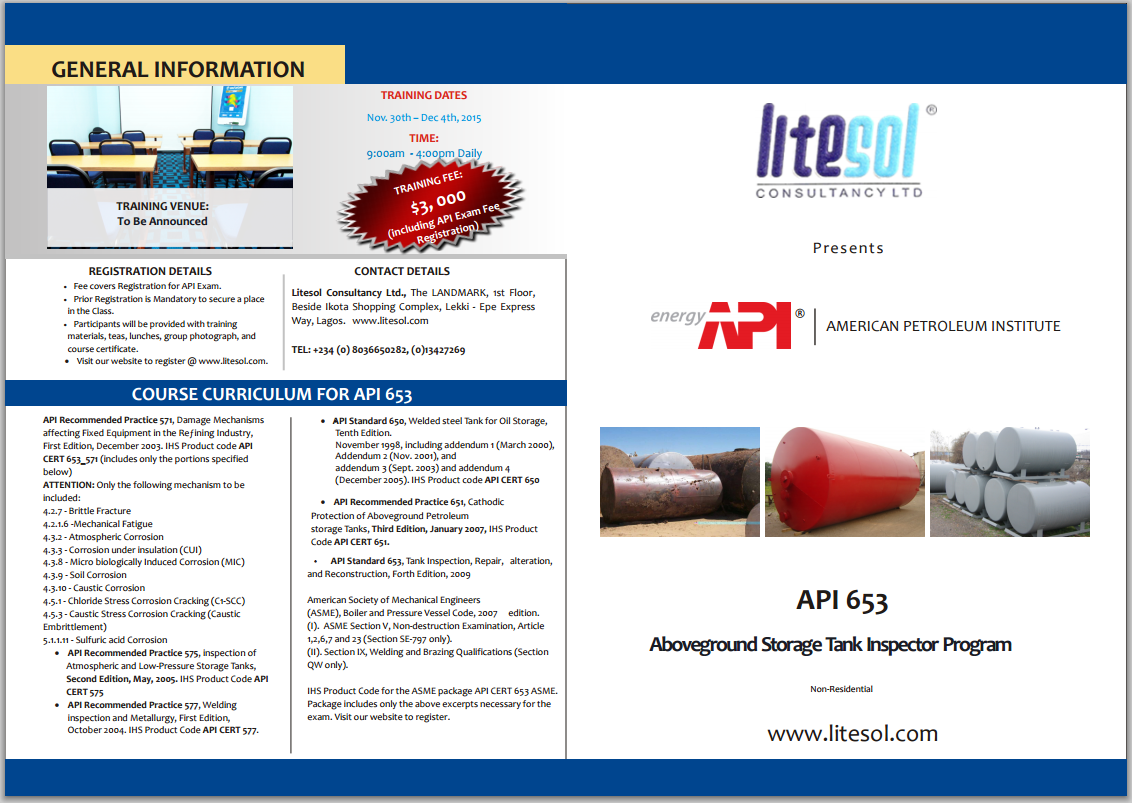 GENERAL INFORMATION
TRAINING VENUE:
To Be Announced
TRAINING DATES
Nov. 30th – Dec 4th, 2015
TIME:
9:00am - 4:00pm Daily
TRAINING FEE:
$3, 000
(including API Exam Fee
Registration)
REGISTRATION DETAILS
• Fee covers Registration for API Exam.
• Prior Registration is Mandatory to secure a place
in the Class.
• Participants will be provided with training
materials, teas, lunches, group photograph, and
course certificate.
• Visit our website to register @ www.litesol.com.
CONTACT DETAILS
Litesol Consultancy Ltd., The LANDMARK, 1st Floor,
Beside Ikota Shopping Complex, Lekki - Epe Express
Way, Lagos. www.litesol.com
TEL: +234 (0) 8036650282, (0)13427269
COURSE CURRICULUM FOR API 653
API Recommended Practice 571, Damage Mechanisms
affecting Fixed Equipment in the Refining Industry,
First Edition, December 2003. IHS Product code API
CERT 653_571 (includes only the portions specified
below)
ATTENTION: Only the following mechanism to be
included:
4.2.7 - Brittle Fracture
4.2.1.6 -Mechanical Fatigue
4.3.2 - Atmospheric Corrosion
4.3.3 - Corrosion under insulation (CUI)
4.3.8 - Micro biologically Induced Corrosion (MIC)
4.3.9 - Soil Corrosion
4.3.10 - Caustic Corrosion
4.5.1 - Chloride Stress Corrosion Cracking (C1-SCC)
4.5.3 - Caustic Stress Corrosion Cracking (Caustic
Embrittlement)
5.1.1.11 - Sulfuric acid Corrosion
• API Recommended Practice 575, inspection of
Atmospheric and Low-Pressure Storage Tanks,
Second Edition, May, 2005. IHS Product Code API
CERT 575
• API Recommended Practice 577, Welding
inspection and Metallurgy, First Edition,
October 2004. IHS Product Code API CERT 577.
• API Standard 650, Welded steel Tank for Oil Storage,
Tenth Edition.
November 1998, including addendum 1 (March 2000),
Addendum 2 (Nov. 2001), and
addendum 3 (Sept. 2003) and addendum 4
(December 2005). IHS Product code API CERT 650
• API Recommended Practice 651, Cathodic
Protection of Aboveground Petroleum
storage Tanks, Third Edition, January 2007, IHS Product
Code API CERT 651.
• API Standard 653, Tank Inspection, Repair, alteration,
and Reconstruction, Forth Edition, 2009
American Society of Mechanical Engineers
(ASME), Boiler and Pressure Vessel Code, 2007 edition.
(I). ASME Section V, Non-destruction Examination, Article
1,2,6,7 and 23 (Section SE-797 only).
(II). Section IX, Welding and Brazing Qualifications (Section
QW only).
IHS Product Code for the ASME package API CERT 653 ASME.
Package includes only the above excerpts necessary for the
exam. Visit our website to register.
litesol ®
CONSULTANCY LTD
Presents
energy API ® AMERICAN PETROLEUM INSTITUTE
API 653
Aboveground Storage Tank Inspector Program
Non-Residential
www.litesol.com